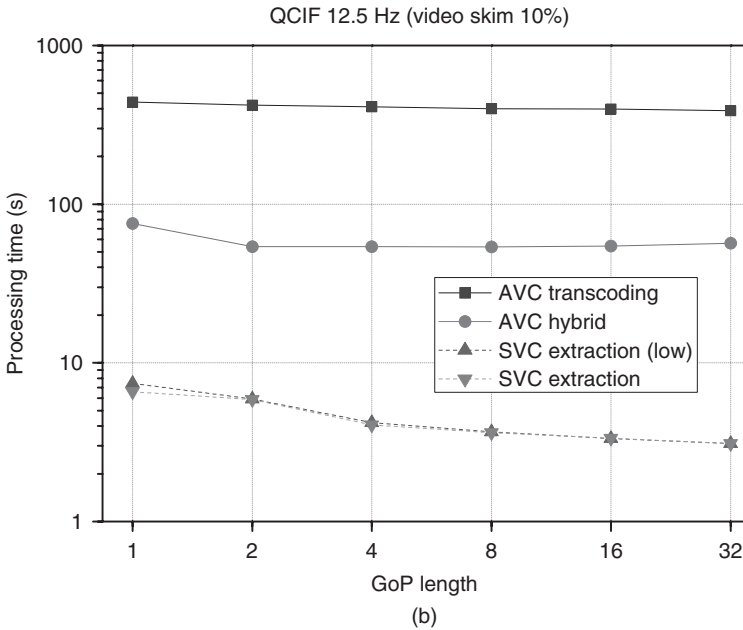 QCIF 12.5 Hz (video skim 10%)
1000
100
10
1
Processing time (s)
AVC transcoding
AVC hybrid
SVC extraction (low)
SVC extraction
1 2 4 8 16 32
GoP length
(b)